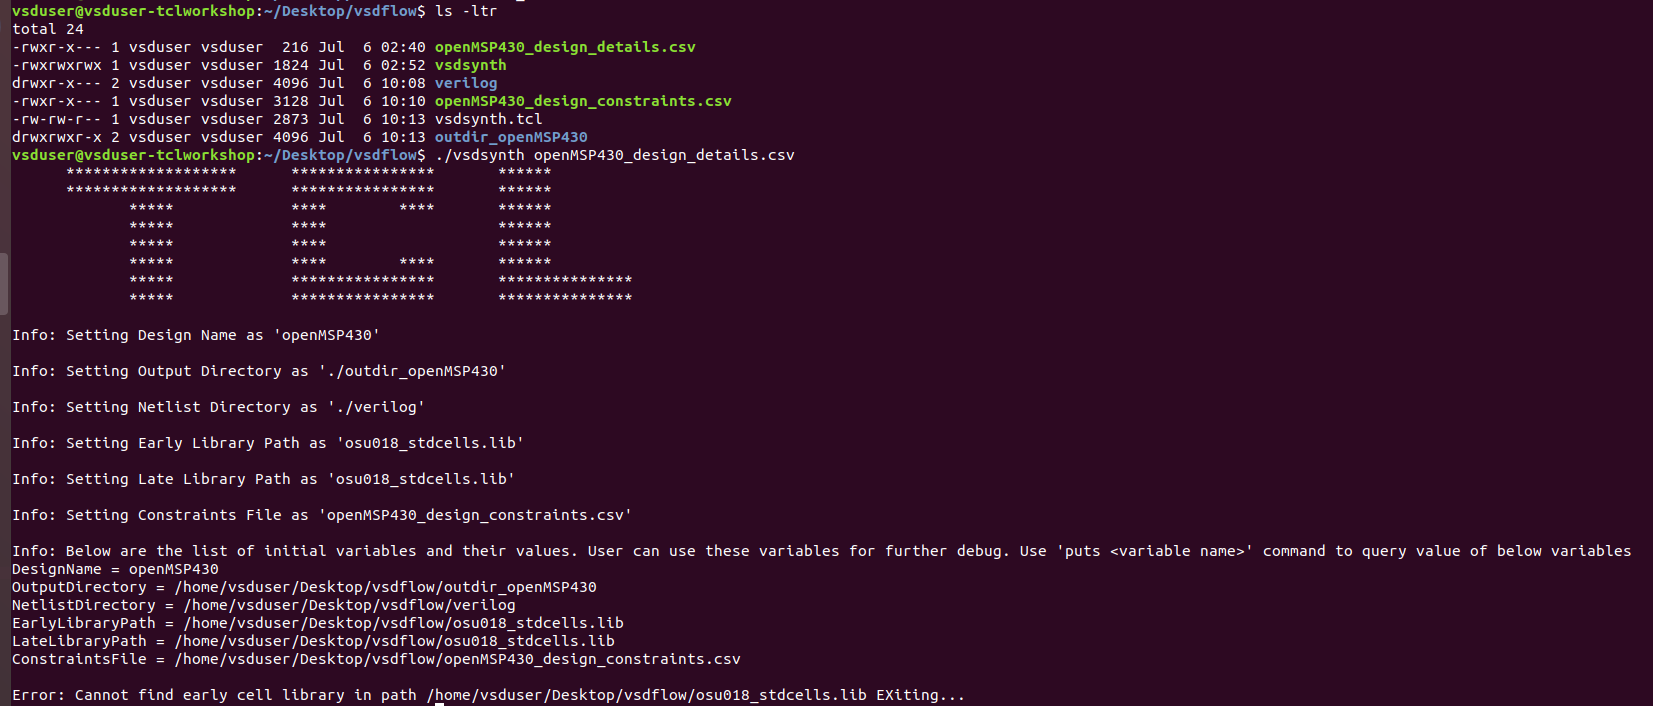 vsduser@vsduser-tclworkshop:~/Desktop/vsdflow$ ls -ltr
total 24
-rwxr-x--- 1 vsduser vsduser  216 Jul  6 02:40 openMSP430_design_details.csv
-rwxrwxrwx 1 vsduser vsduser 1824 Jul  6 02:52 vsdsynth
drwxr-x--- 2 vsduser vsduser 4096 Jul  6 10:08 verilog
-rwxr-x--- 1 vsduser vsduser 3128 Jul  6 10:10 openMSP430_design_constraints.csv
-rw-rw-r-- 1 vsduser vsduser 2873 Jul  6 10:13 vsdsynth.tcl
drwxrwxr-x 2 vsduser vsduser 4096 Jul  6 10:13 outdir_openMSP430
vsduser@vsduser-tclworkshop:~/Desktop/vsdflow$ ./vsdsynth openMSP430_design_details.csv
      *******************      ****************       ******
      *******************      ****************       ******
             *****             ****        ****       ******
             *****             ****                   ******
             *****             ****                   ******
             *****             ****        ****       ******
             *****             ****************       ***************
             *****             ****************       ***************
Info: Setting Design Name as 'openMSP430'
Info: Setting Output Directory as './outdir_openMSP430'
Info: Setting Netlist Directory as './verilog'
Info: Setting Early Library Path as 'osu018_stdcells.lib'
Info: Setting Late Library Path as 'osu018_stdcells.lib'
Info: Setting Constraints File as 'openMSP430_design_constraints.csv'
Info: Below are the list of initial variables and their values. User can use these variables for further debug. Use 'puts <variable name>' command to query value of below variables
DesignName = openMSP430
OutputDirectory = /home/vsduser/Desktop/vsdflow/outdir_openMSP430
NetlistDirectory = /home/vsduser/Desktop/vsdflow/verilog
EarlyLibraryPath = /home/vsduser/Desktop/vsdflow/osu018_stdcells.lib
LateLibraryPath = /home/vsduser/Desktop/vsdflow/osu018_stdcells.lib
ConstraintsFile = /home/vsduser/Desktop/vsdflow/openMSP430_design_constraints.csv
Error: Cannot find early cell library in path /home/vsduser/Desktop/vsdflow/osu018_stdcells.lib EXiting...